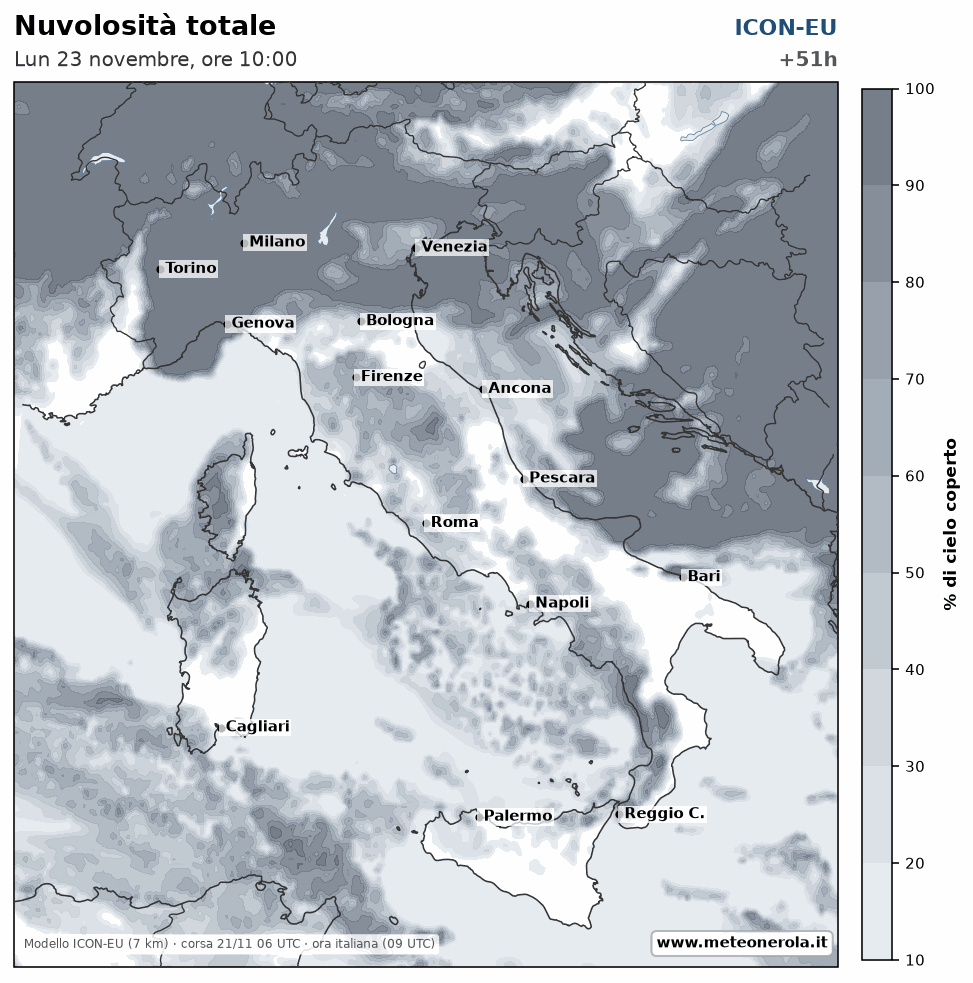 Nuvolosità totale
ICON-EU
Lun 23 novembre, ore 10:00
+51h
Milano
Venezia
Torino
Genova
Bologna
Firenze
Ancona
Pescara
Roma
Bari
Napoli
Cagliari
Palermo
Reggio C.
Modello ICON-EU (7 km) · corsa 21/11 06 UTC · ora italiana (09 UTC)
www.meteonerola.it
100
90
80
70
60
50
40
30
20
10
% di cielo coperto